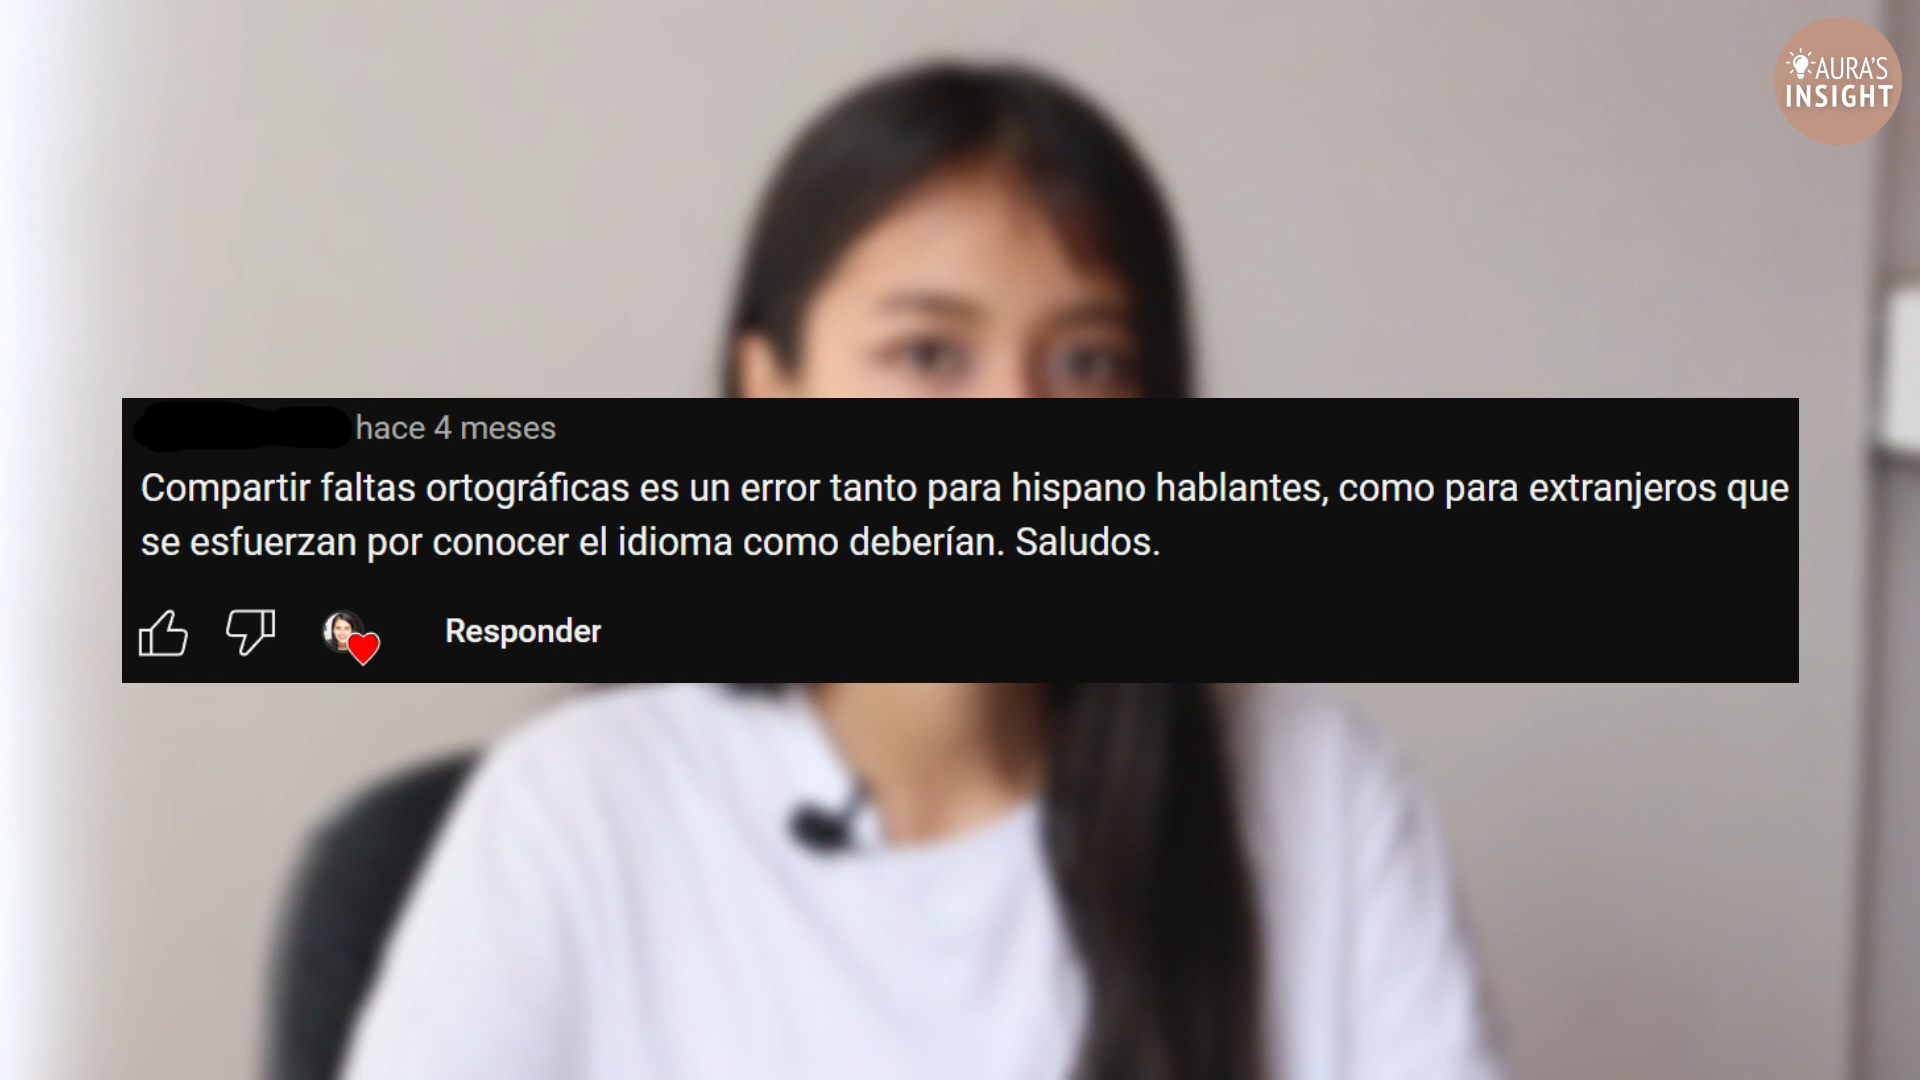 AURA'S
INSIGHT
hace 4 meses
Compartir faltas ortográficas es un error tanto para hispano hablantes, como para extranjeros que
se esfuerzan por conocer el idioma como deberían. Saludos.
Responder